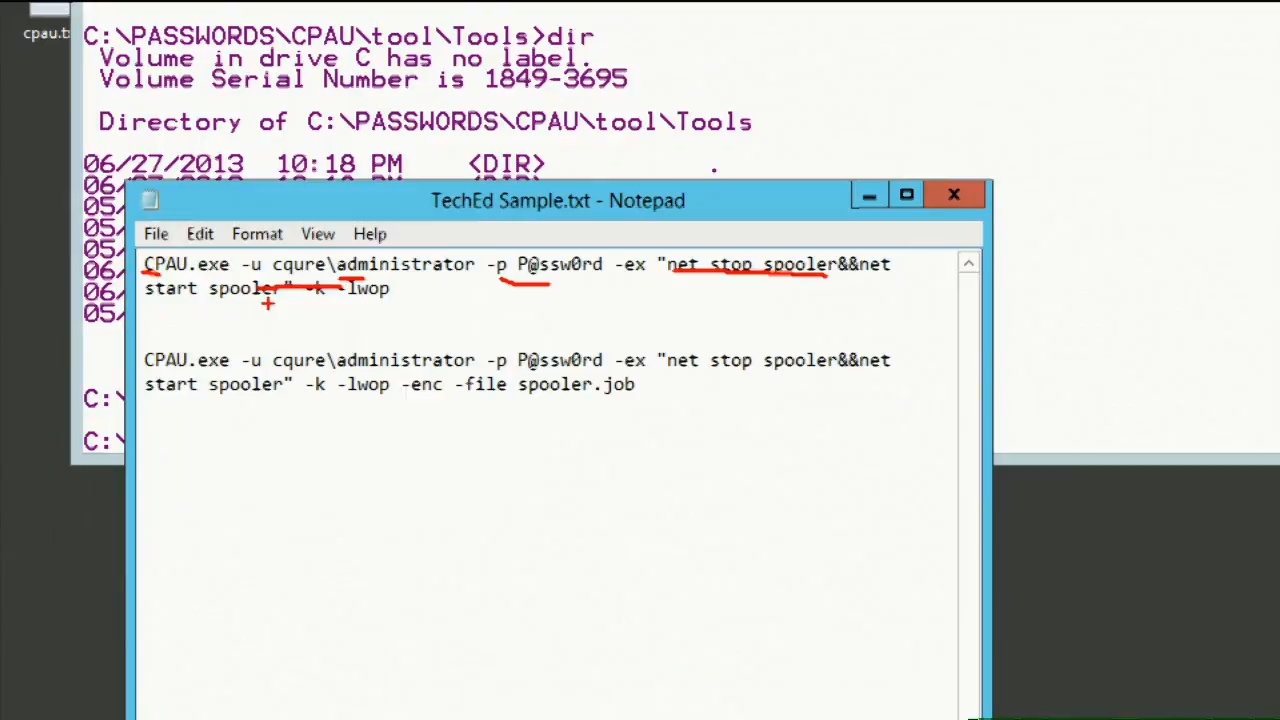 cpau.t
C:\PASSWORDS\CPAU\tool\Tools>dir
Volume in drive C has no label.
Volume Serial Number is 1849-3695
Directory of C:\PASSWORDS\CPAU\tool\Tools
06/27/2013 10:18 PM <DIR> .
TechEd Sample.txt - Notepad
File Edit Format View Help
CPAU.exe -u cqure\administrator -p P@ssw0rd -ex "net stop spooler&&net
start spooler" -k -lwop
CPAU.exe -u cqure\administrator -p P@ssw0rd -ex "net stop spooler&&net
start spooler" -k -lwop -enc -file spooler.job
C:\
C:\